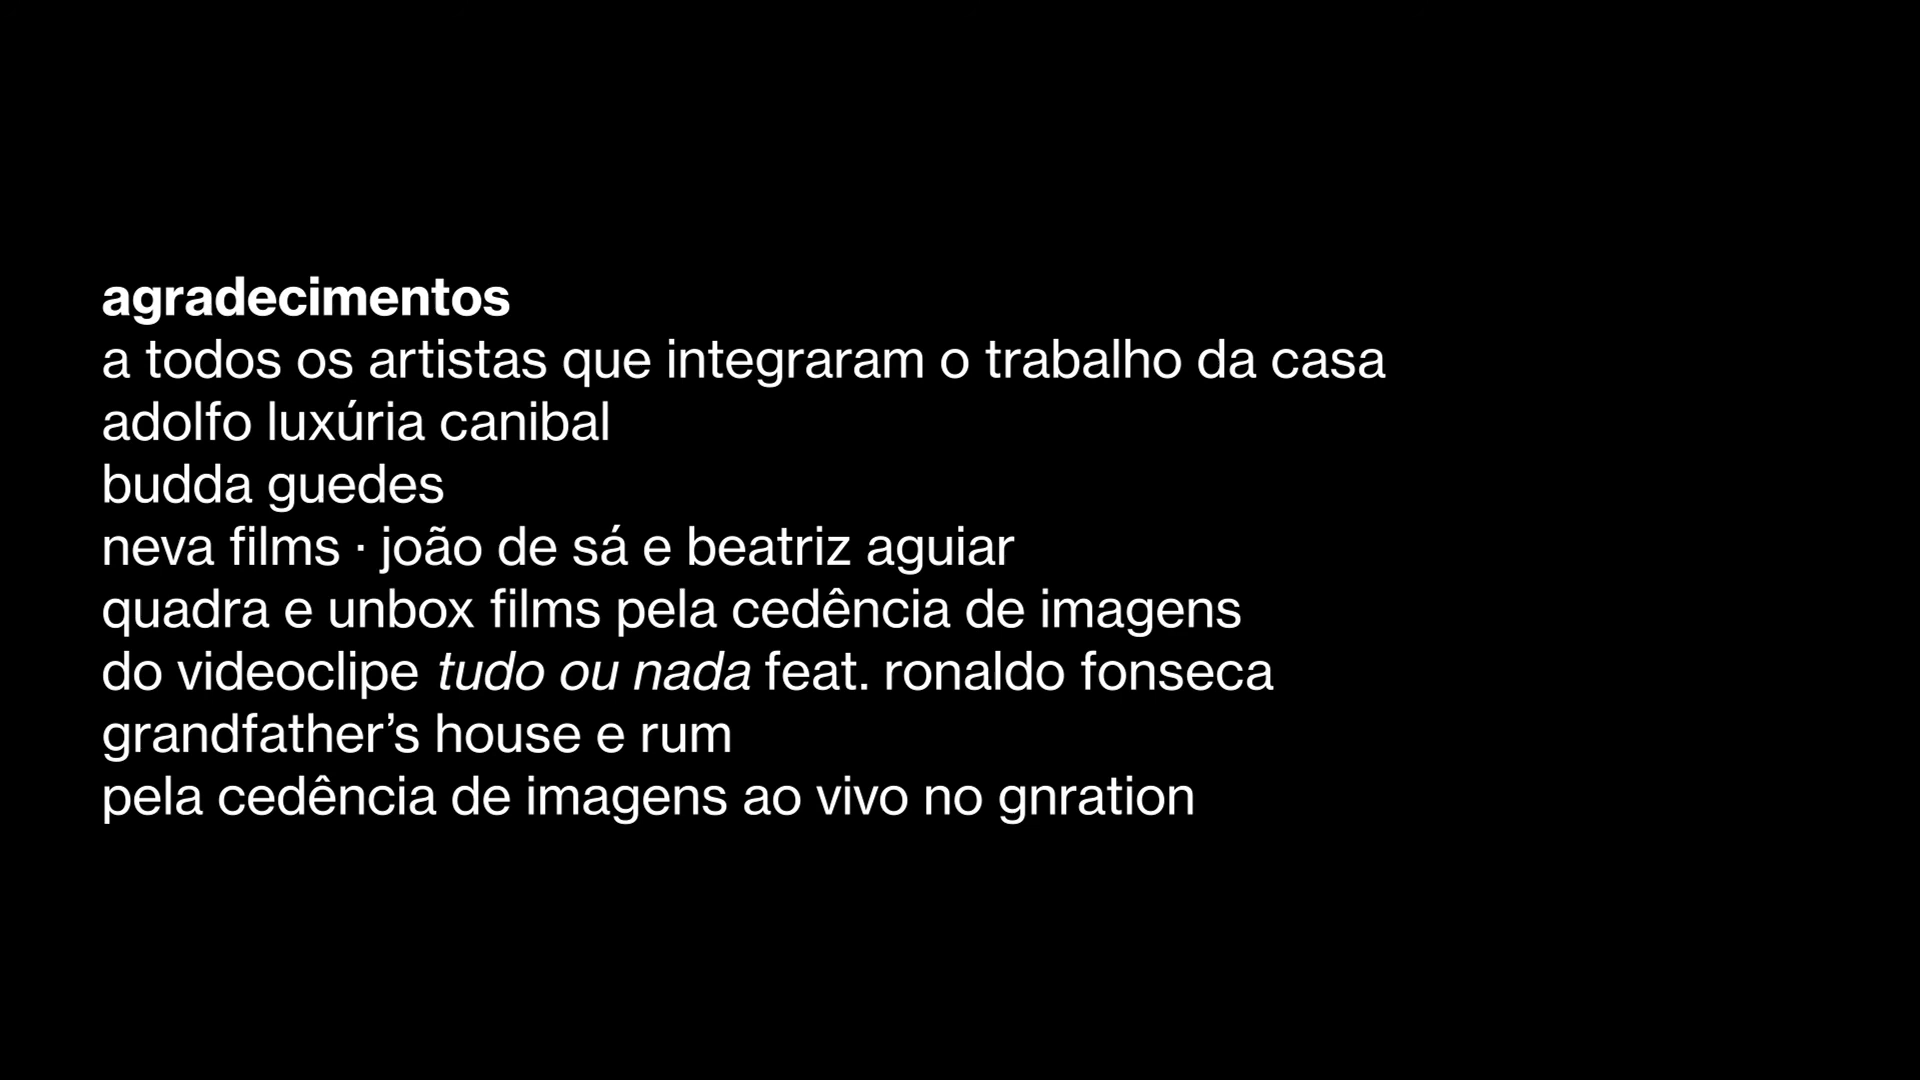 agradecimentos
a todos os artistas que integraram o trabalho da casa
adolfo luxúria canibal
budda guedes
neva films · joão de sá e beatriz aguiar
quadra e unbox films pela cedência de imagens
do videoclipe tudo ou nada feat. ronaldo fonseca
grandfather’s house e rum
pela cedência de imagens ao vivo no gnration